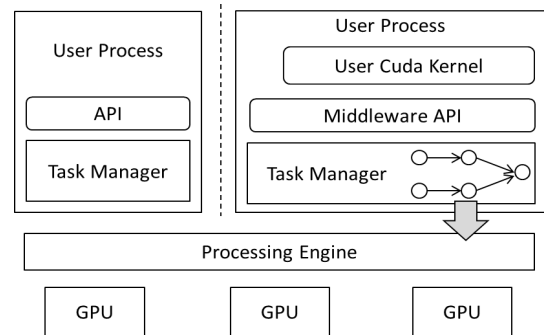 User Process
API
Task Manager
User Process
User Cuda Kernel
Middleware API
Task Manager
Processing Engine
GPU
GPU
GPU